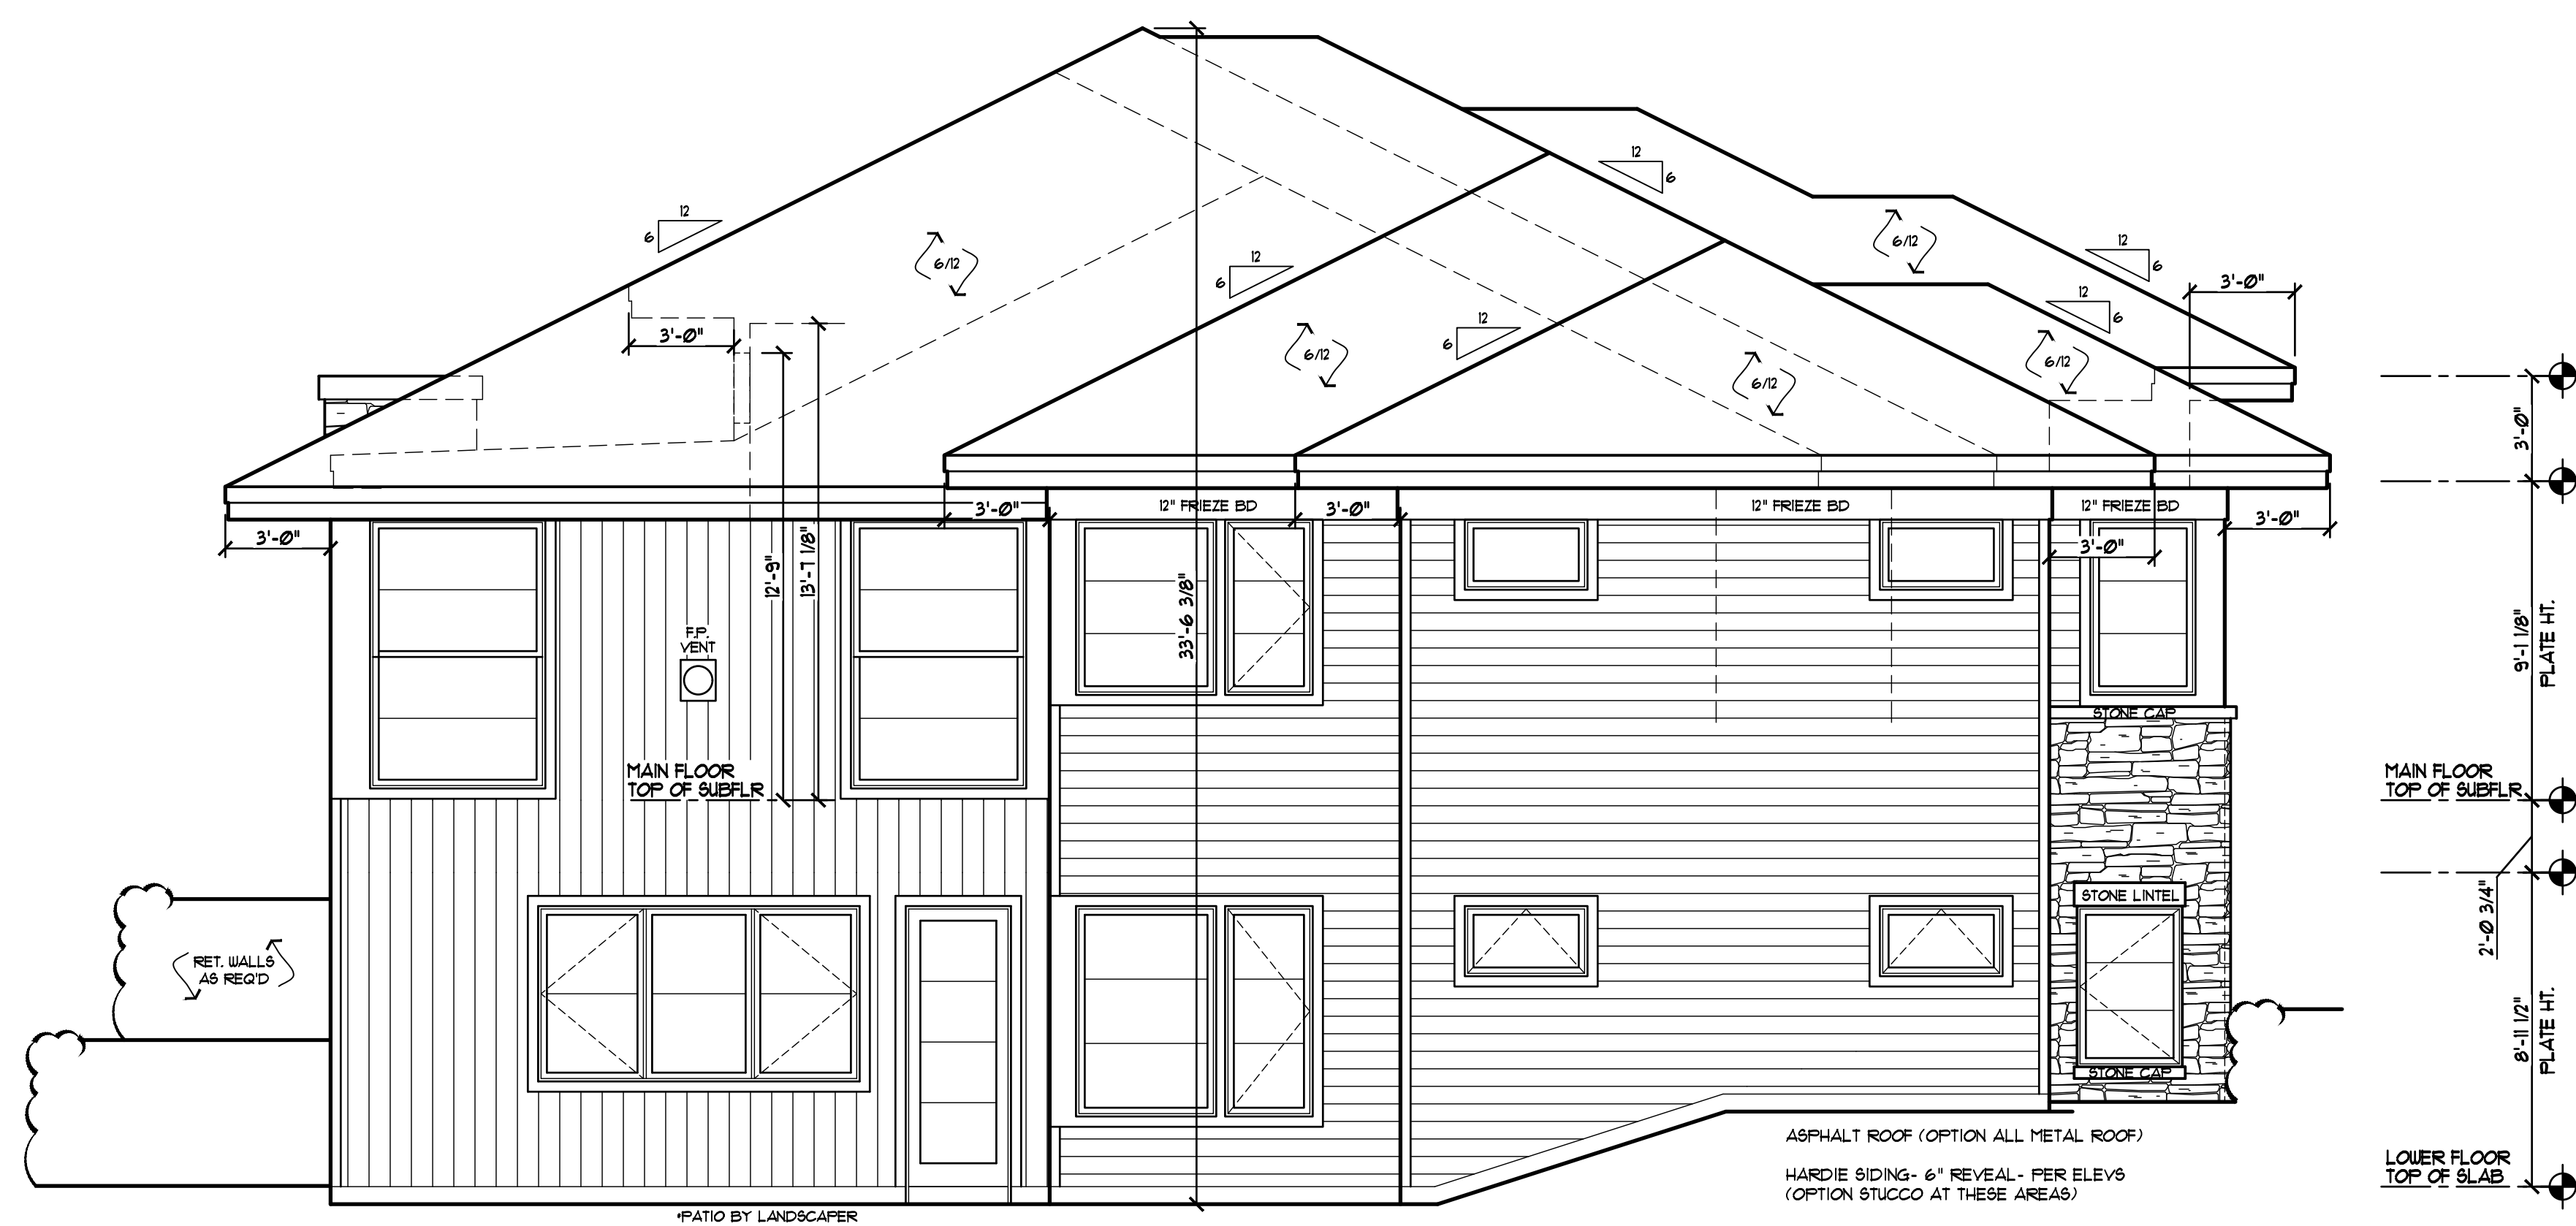 12
6
12
6
6/12
6/12
12
6
12
6
3'-0"
12
6
12
6
3'-0"
6/12
6/12
6/12
3'-0"
3'-0"
12" FRIEZE BD
3'-0"
12" FRIEZE BD
12" FRIEZE BD
3'-0"
3'-0"
3'-0"
3'-0"
12'-9"
13'-7 1/8"
33'-6 3/8"
9'-1 1/8"
PLATE HT.
F.P.
VENT
STONE CAP
MAIN FLOOR
TOP OF SUBFLR
MAIN FLOOR
TOP OF SUBFLR
STONE LINTEL
2'-0 3/4"
RET. WALLS
AS REQ'D
8'-11 1/2"
PLATE HT.
STONE CAP
ASPHALT ROOF (OPTION ALL METAL ROOF)
HARDIE SIDING- 6" REVEAL- PER ELEVS
(OPTION STUCCO AT THESE AREAS)
LOWER FLOOR
TOP OF SLAB
*PATIO BY LANDSCAPER